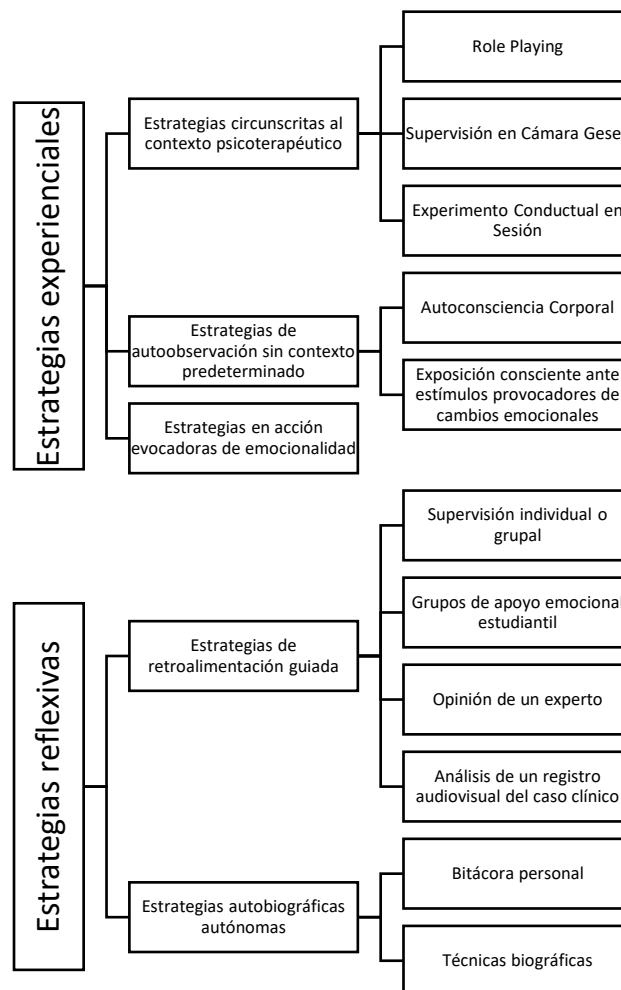 Estrategias experienciales
Estrategias circunscritas al
contexto psicoterapéutico
Role Playing
Supervisión en Cámara Gesel
Experimento Conductual en
Sesión
Estrategias de
autoobservación sin contexto
predeterminado
Autoconsciencia Corporal
Exposición consciente ante
estímulos provocadores de
cambios emocionales
Estrategias en acción
evocadoras de emocionalidad
Estrategias reflexivas
Estrategias de
retroalimentación guiada
Supervisión individual o
grupal
Grupos de apoyo emocional
estudiantil
Opinión de un experto
Análisis de un registro
audiovisual del caso clínico
Estrategias autobiográficas
autónomas
Bitácora personal
Técnicas biográficas